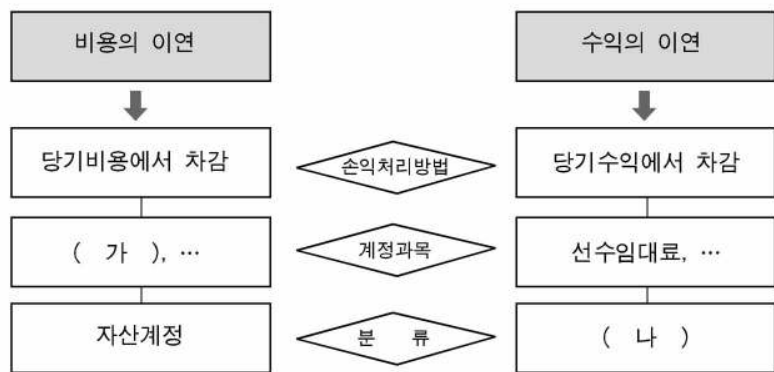 비용의 이연
수익의 이연
당기비용에서 차감
손익처리방법
당기수익에서 차감
( 가 ), …
계정과목
선수임대료, …
자산계정
분 류
( 나 )